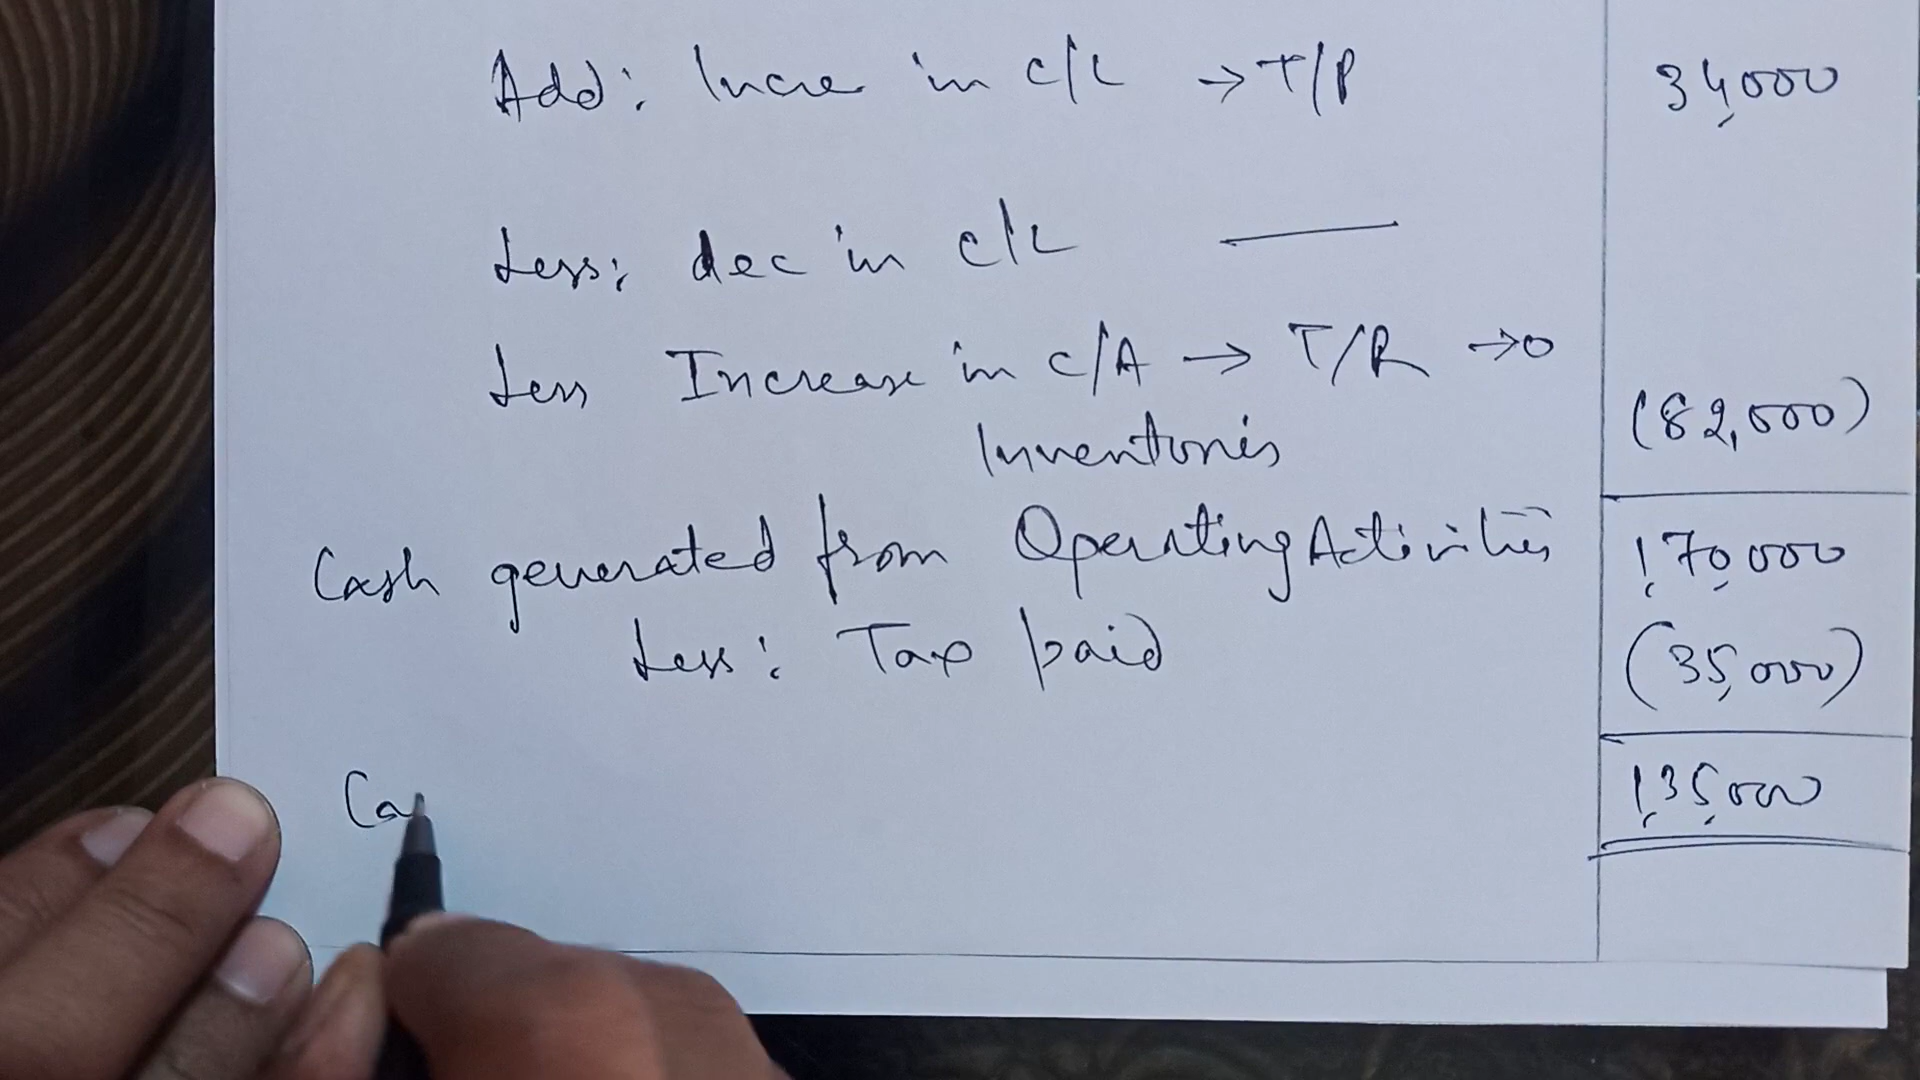 Add: Incre in C/L → T/P 34,000
Less: dec in C/L —
Less Increase in C/A → T/R → 0
Inventories (82,000)
Cash generated from Operating Activities 1,70,000
Less: Tax paid (35,000)
Ca 1,35,000